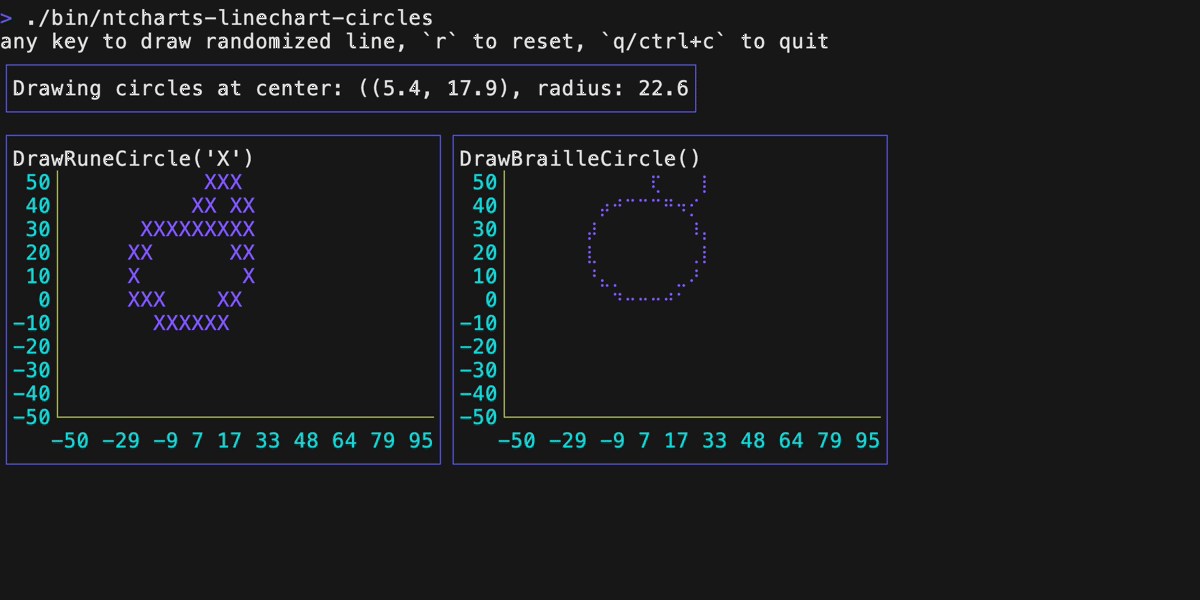 > ./bin/ntcharts-linechart-circles
any key to draw randomized line, `r` to reset, `q/ctrl+c` to quit
Drawing circles at center: ((5.4, 17.9), radius: 22.6
DrawRuneCircle('X')
50 XXX
40 XX XX
30 XXXXXXXXX
20 XX XX
10 X X
0 XXX XX
-10 XXXXXX
-20
-30
-40
-50
-50 -29 -9 7 17 33 48 64 79 95
DrawBrailleCircle()
50
40
30
20
10
0
-10
-20
-30
-40
-50
-50 -29 -9 7 17 33 48 64 79 95